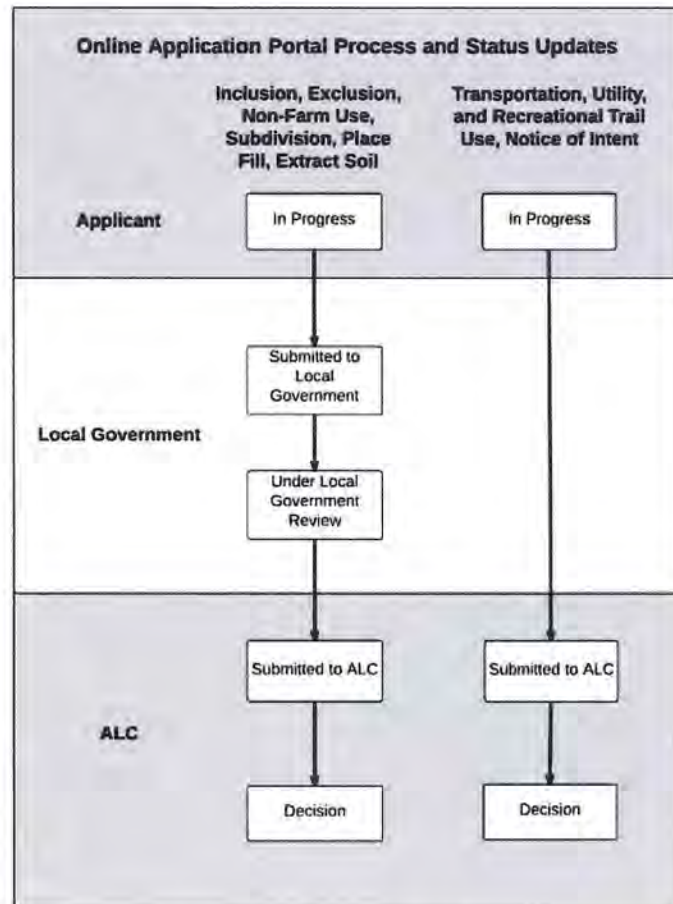 Online Application Portal Process and Status Updates
Inclusion, Exclusion,
Non-Farm Use,
Subdivision, Place
Fill, Extract Soil
Transportation, Utility,
and Recreational Trail
Use, Notice of Intent
Applicant
In Progress
In Progress
Submitted to
Local
Government
Local Government
Under Local
Government
Review
Submitted to ALC
Submitted to ALC
ALC
Decision
Decision